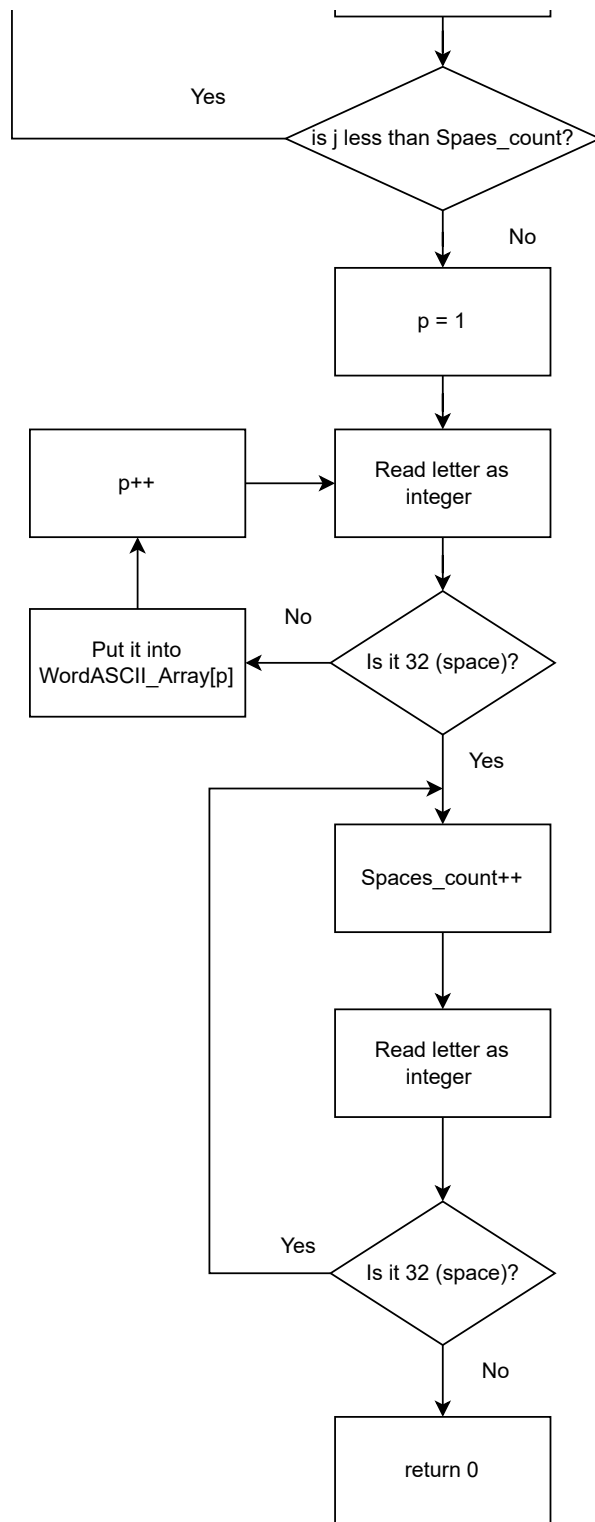 Yes
is j less than Spaes_count?
No
p = 1
p++
Read letter as
integer
No
Put it into
WordASCII_Array[p]
Is it 32 (space)?
Yes
Spaces_count++
Read letter as
integer
Yes
Is it 32 (space)?
No
return 0